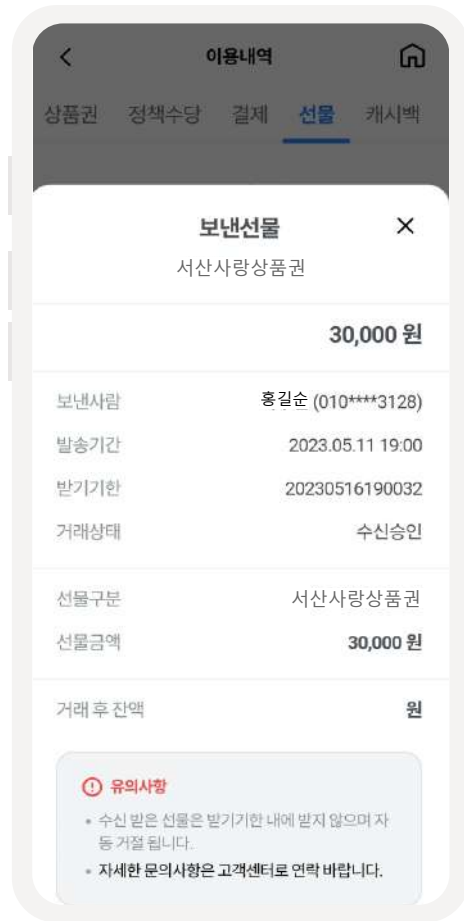 이용내역
상품권 정책수당 결제 선물 캐시백
보낸선물
서산사랑상품권
30,000 원
보낸사람 홍길순 (010****3128)
발송기간 2023.05.11 19:00
받기기한 20230516190032
거래상태 수신승인
선물구분 서산사랑상품권
선물금액 30,000 원
거래 후 잔액 원
유의사항
• 수신 받은 선물은 받기기한 내에 받지 않으며 자
동 거절 됩니다.
• 자세한 문의사항은 고객센터로 연락 바랍니다.